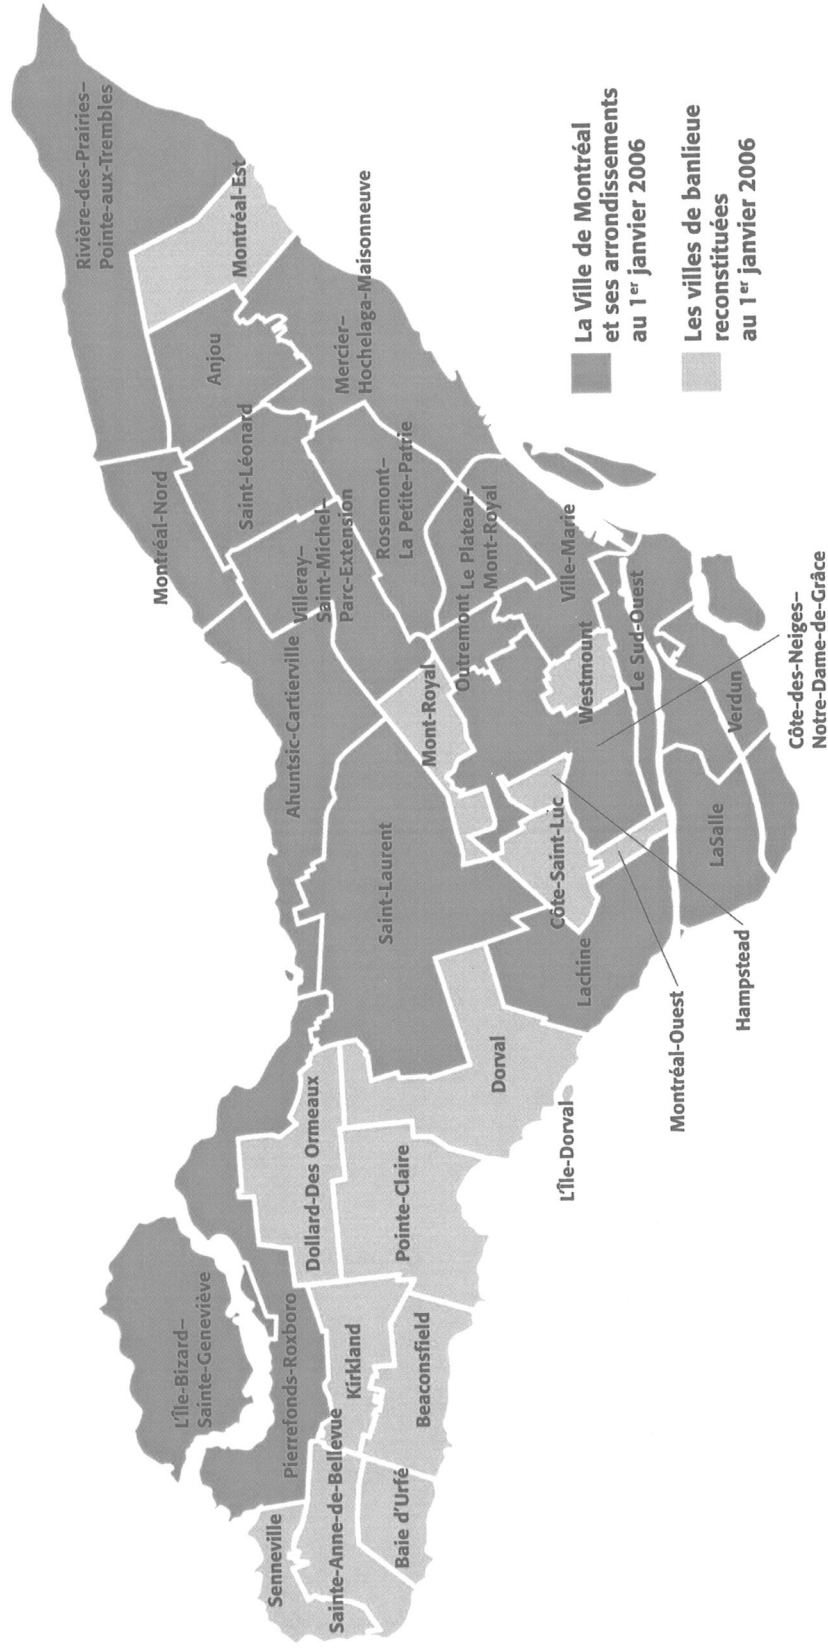 Rivière-des-Prairies–
Pointe-aux-Trembles
Montréal-Est
Anjou
Mercier–
Hochelaga-Maisonneuve
Montréal-Nord
Saint-Léonard
Villeray–
Saint-Michel–
Parc-Extension
Rosemont–
La Petite-Patrie
Le Plateau-
Mont-Royal
Ville-Marie
Outremont
Ahuntsic-Cartierville
Mont-Royal
Westmount
Le Sud-Ouest
Verdun
Côte-des-Neiges–
Notre-Dame-de-Grâce
Saint-Laurent
Côte-Saint-Luc
LaSalle
Hampstead
Montréal-Ouest
Lachine
Dorval
L'Île-Dorval
Dollard-Des Ormeaux
Pointe-Claire
L'Île-Bizard–
Sainte-Geneviève
Pierrefonds-Roxboro
Kirkland
Beaconsfield
Senneville
Sainte-Anne-de-Bellevue
Baie d'Urfé
La Ville de Montréal
et ses arrondissements
au 1er janvier 2006
Les villes de banlieue
reconstituées
au 1er janvier 2006